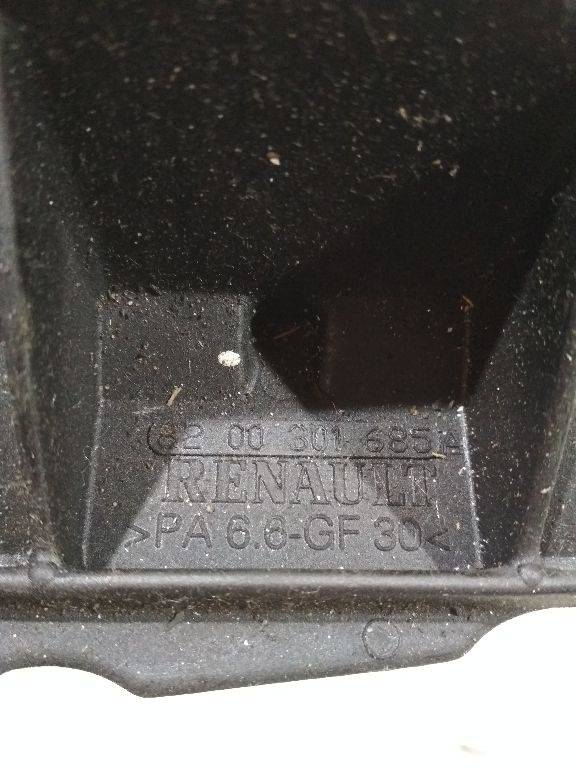 82 00 301 685 A
RENAULT
>PA 6.6-GF 30<